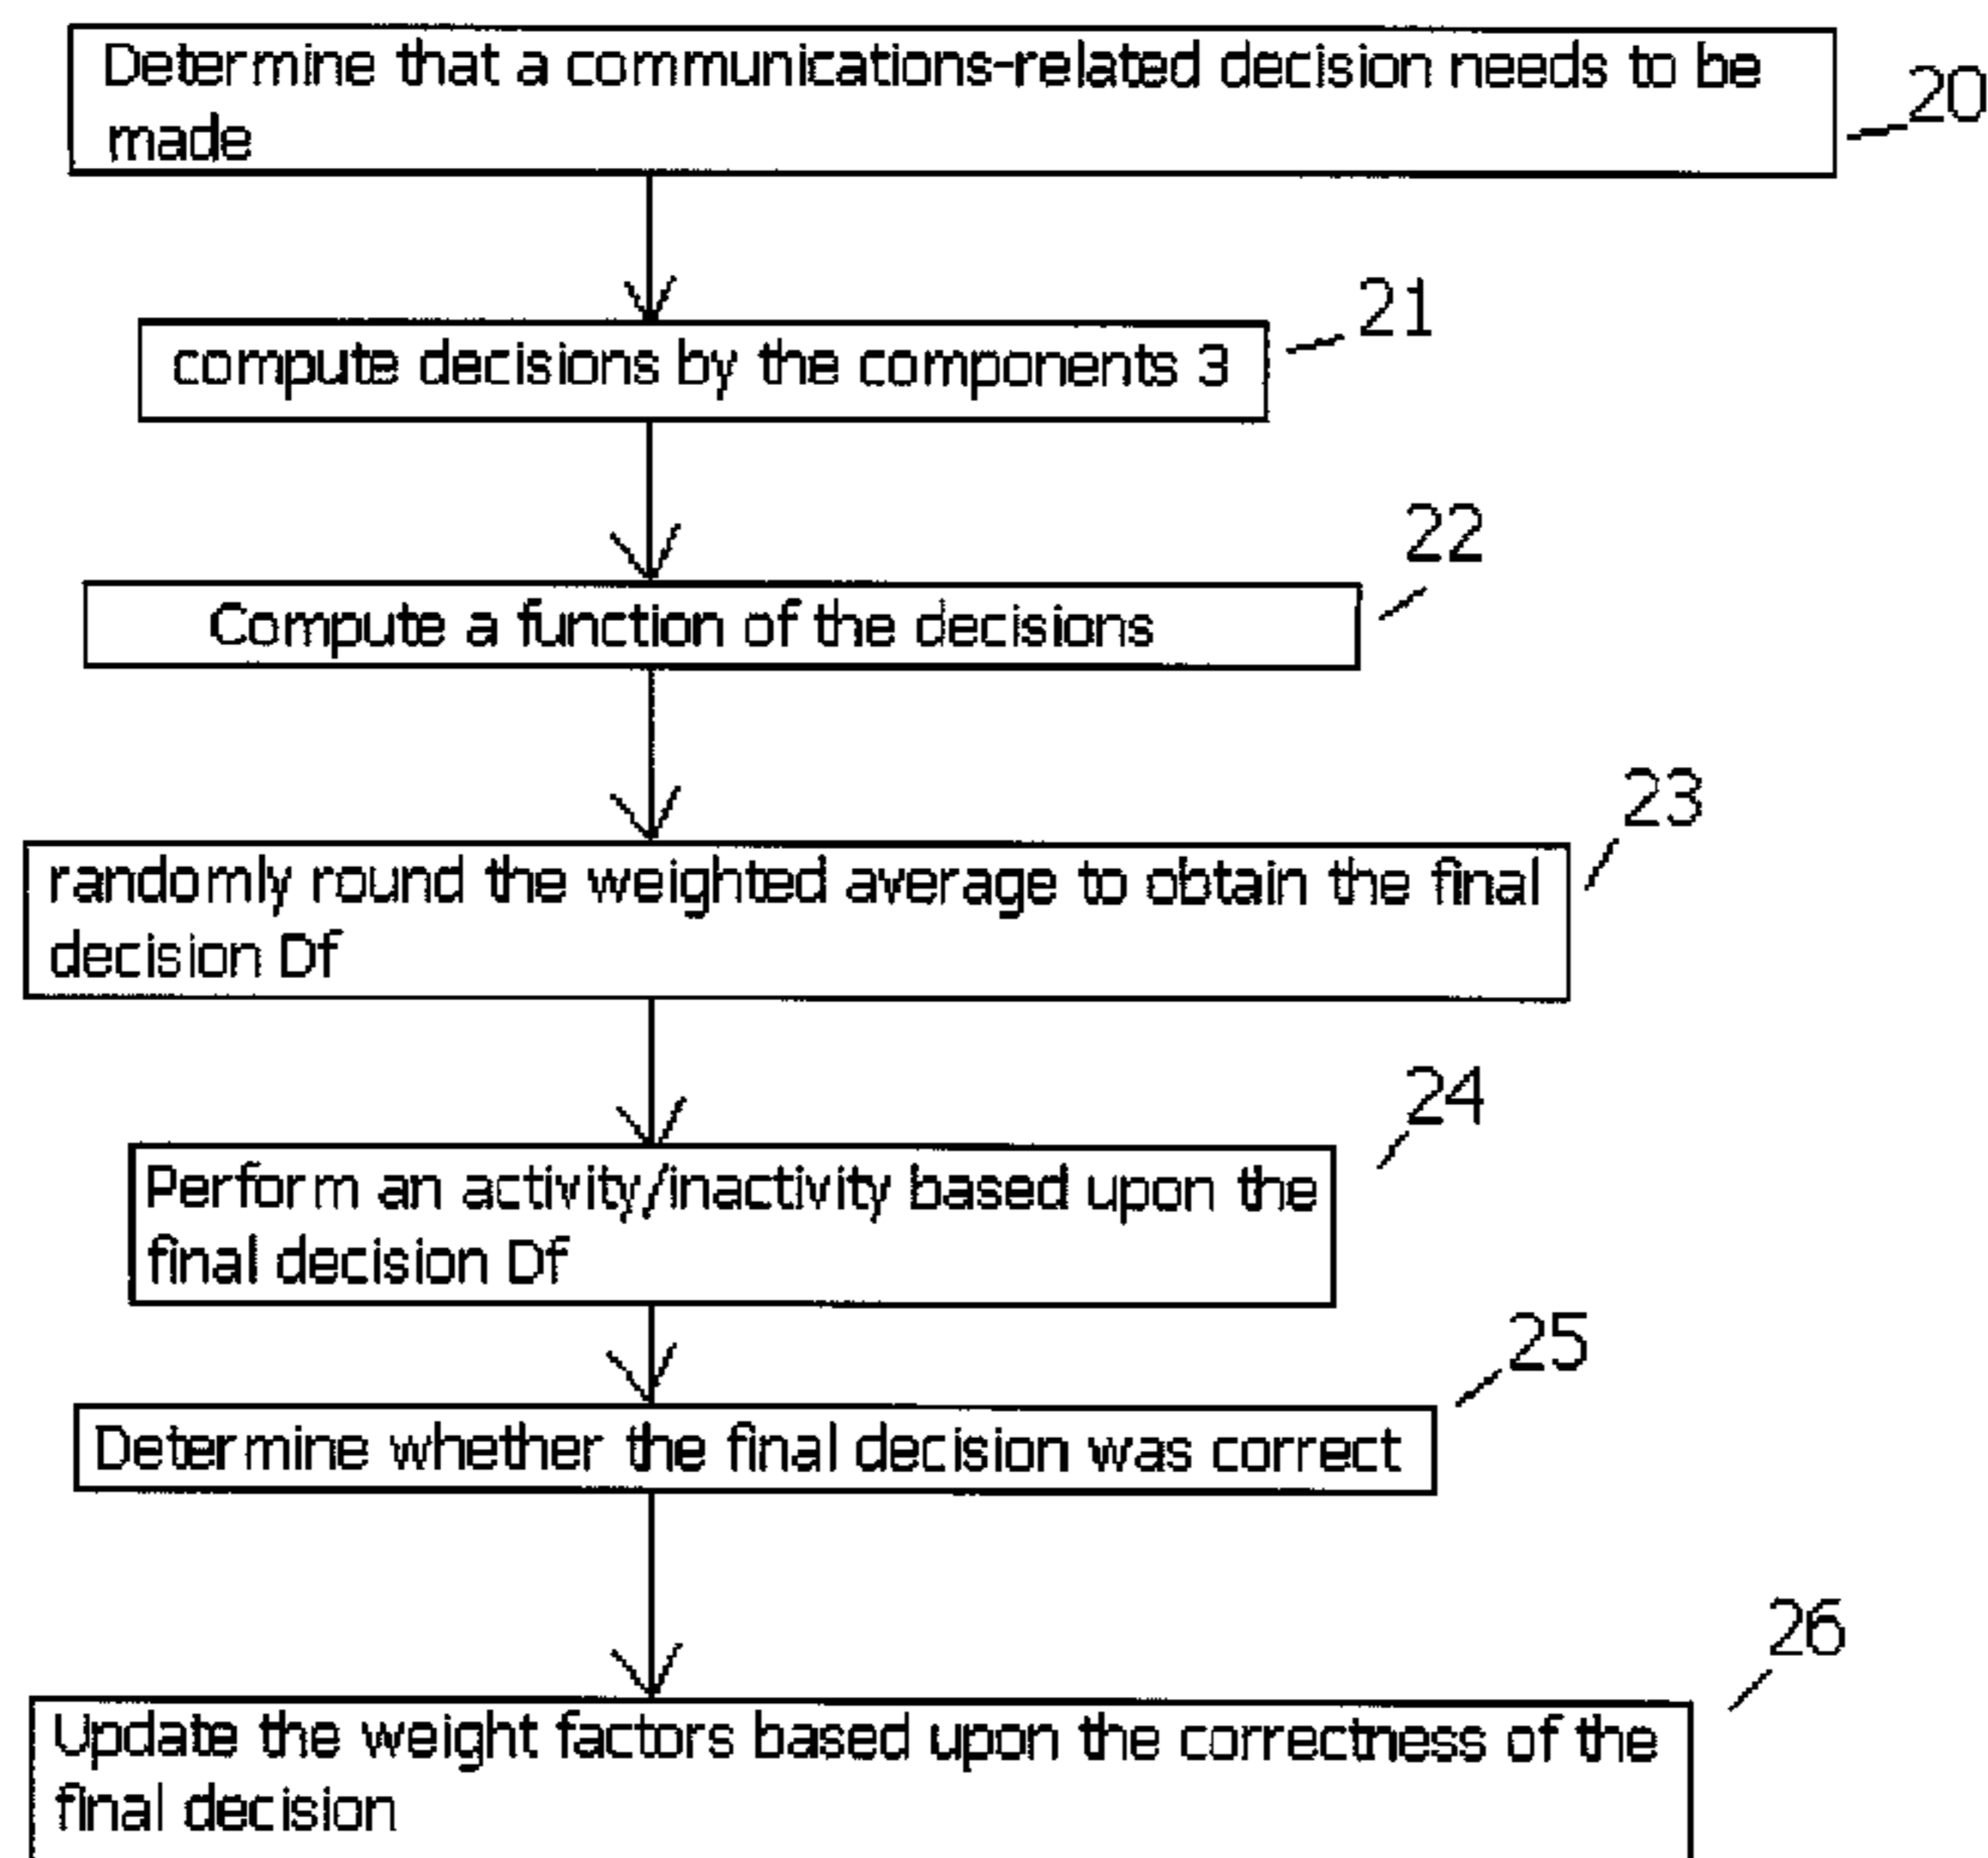 Determine that a communications-related decision needs to be
made
20
21
compute decisions by the components 3
22
Compute a function of the decisions
23
randomly round the weighted average to obtain the final
decision Df
24
Perform an activity/inactivity based upon the
final decision Df
25
Determine whether the final decision was correct
26
Update the weight factors based upon the correctness of the
final decision